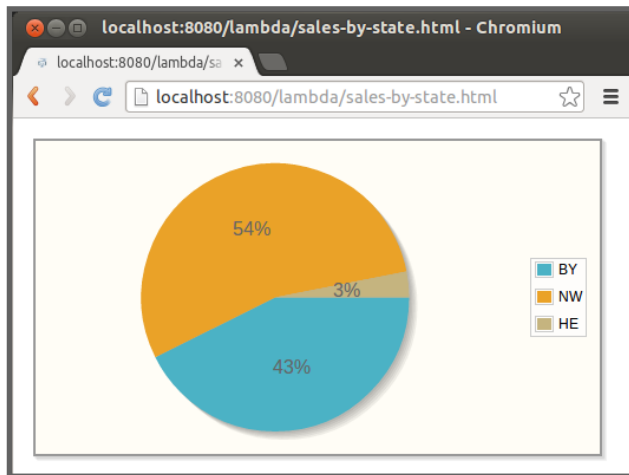 localhost:8080/lambda/sales-by-state.html - Chromium
localhost:8080/lambda/sa
localhost:8080/lambda/sales-by-state.html
54%
3%
43%
BY
NW
HE